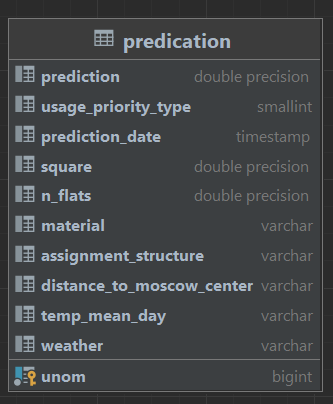 predication
prediction double precision
usage_priority_type smallint
prediction_date timestamp
square double precision
n_flats double precision
material varchar
assignment_structure varchar
distance_to_moscow_center varchar
temp_mean_day varchar
weather varchar
unom bigint